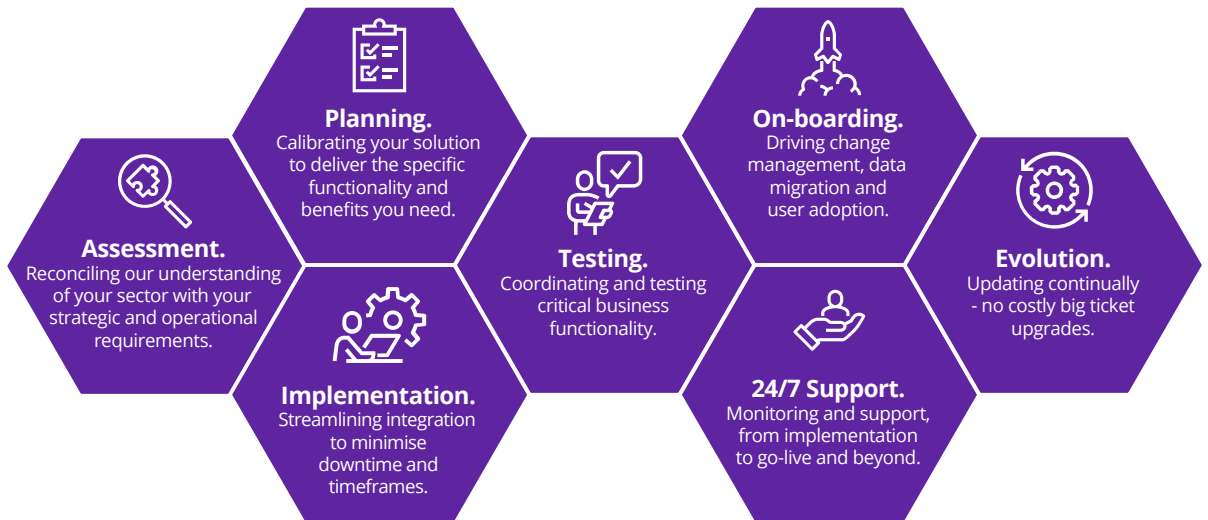 Assessment.
Reconciling our understanding
of your sector with your
strategic and operational
requirements.
Planning.
Calibrating your solution
to deliver the specific
functionality and
benefits you need.
Implementation.
Streamlining integration
to minimise
downtime and
timeframes.
Testing.
Coordinating and testing
critical business
functionality.
On-boarding.
Driving change
management, data
migration and
user adoption.
24/7 Support.
Monitoring and support,
from implementation
to go-live and beyond.
Evolution.
Updating continually
- no costly big ticket
upgrades.